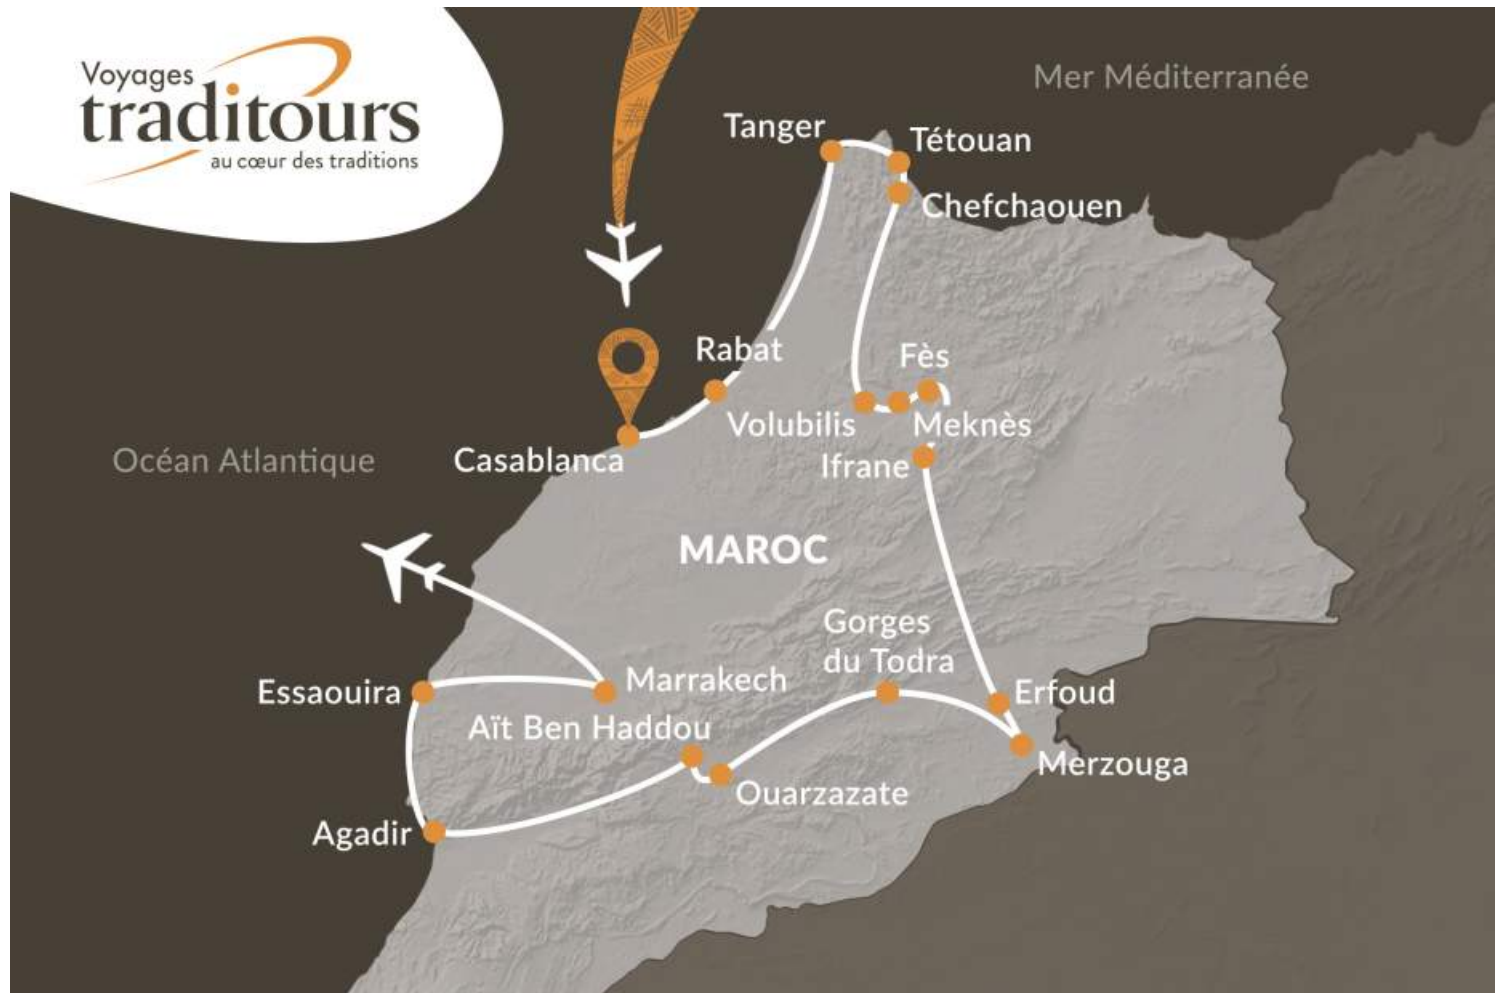 Voyages
traditours
au cœur des traditions
Mer Méditerranée
Tanger
Tétouan
Chefchaouen
Rabat
Fès
Volubilis
Meknès
Casablanca
Ifrane
Océan Atlantique
MAROC
Gorges
du Todra
Essaouira
Marrakech
Erfoud
Aït Ben Haddou
Merzouga
Ouarzazate
Agadir